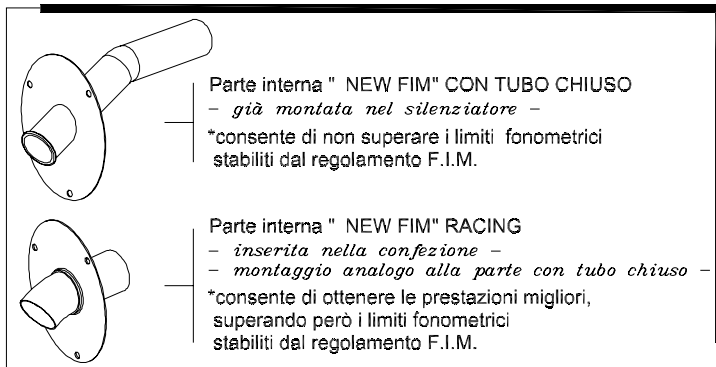 Parte interna " NEW FIM" CON TUBO CHIUSO
- già montata nel silenziatore -
*consente di non superare i limiti fonometrici
stabiliti dal regolamento F.I.M.
Parte interna " NEW FIM" RACING
- inserita nella confezione -
- montaggio analogo alla parte con tubo chiuso -
*consente di ottenere le prestazioni migliori,
superando però i limiti fonometrici
stabiliti dal regolamento F.I.M.